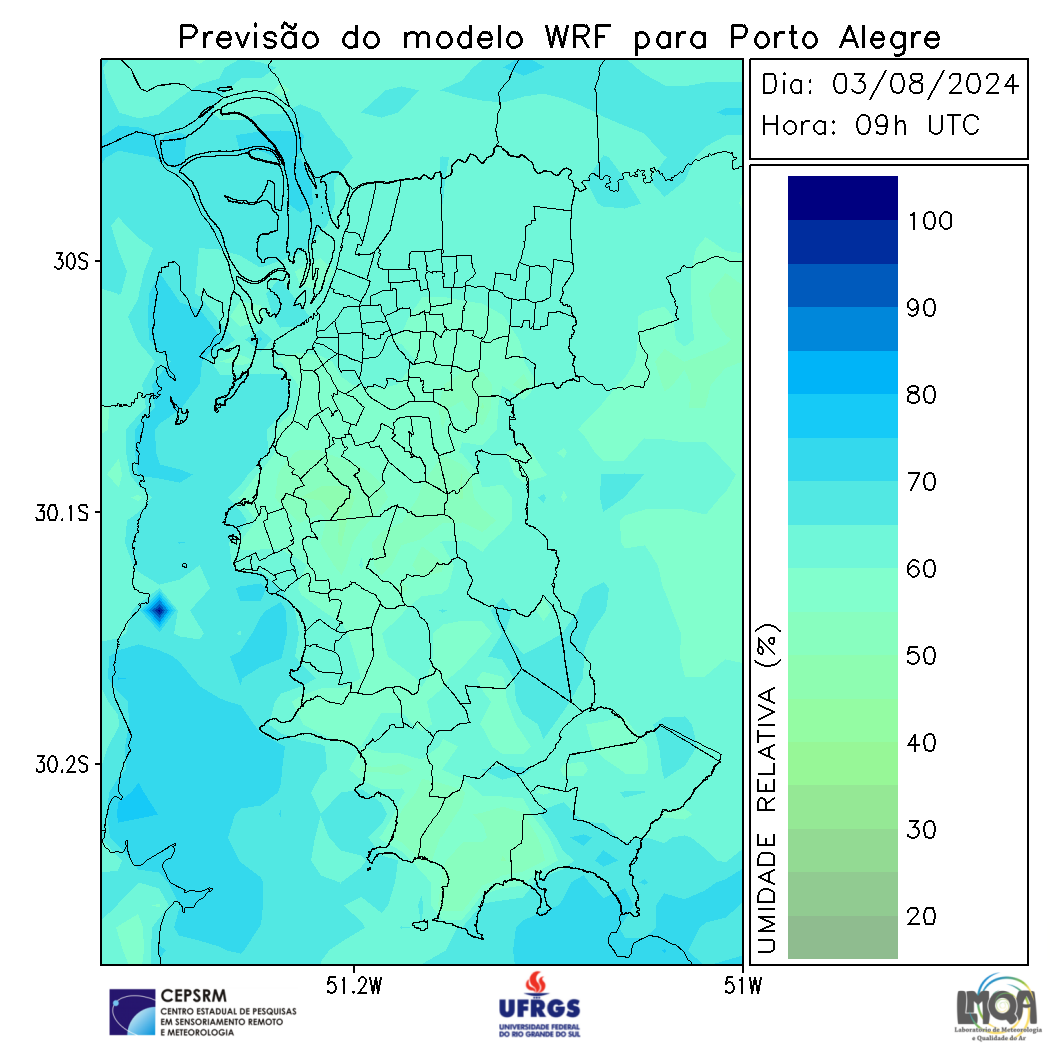 Previsão do modelo WRF para Porto Alegre
Dia: 03/08/2024
Hora: 09h UTC
30S
30.1S
30.2S
51.2W
51W
100
90
80
70
60
50
40
30
20
UMIDADE RELATIVA (%)
CEPSRM
CENTRO ESTADUAL DE PESQUISAS
EM SENSORIAMENTO REMOTO
E METEOROLOGIA
UFRGS
UNIVERSIDADE FEDERAL
DO RIO GRANDE DO SUL
LMQA
Laboratório de Meteorologia
e Qualidade do Ar